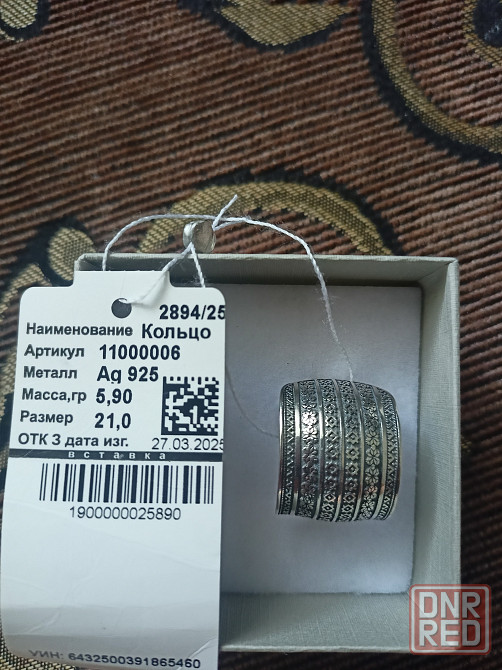 2894/25
Наименование Кольцо
Артикул 11000006
Металл Ag 925
Масса,гр 5,90
Размер 21,0
ОТК 3 дата изг. 27.03.2025
вставка
1900000025890
УИН: 6432500391865460
DNR
RED